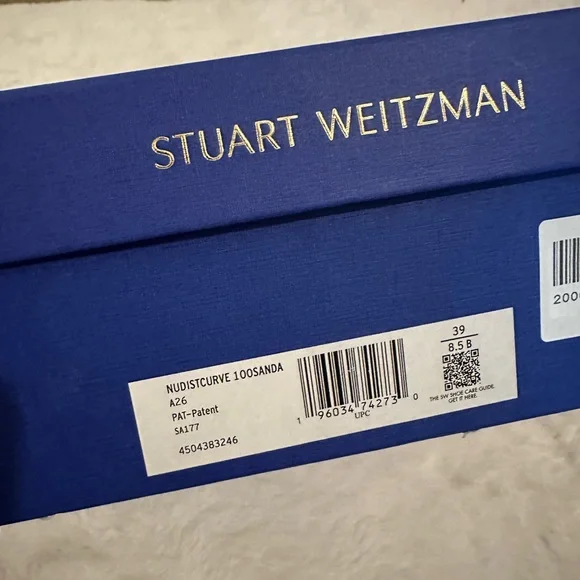 STUART WEITZMAN
NUDISTCURVE 100SANDA
A26
PAT-Patent
SA177
4504383246
1 96034 74273 0
UPC
39
8.5 B
THE SW SHOE CARE GUIDE.
GET IT HERE.